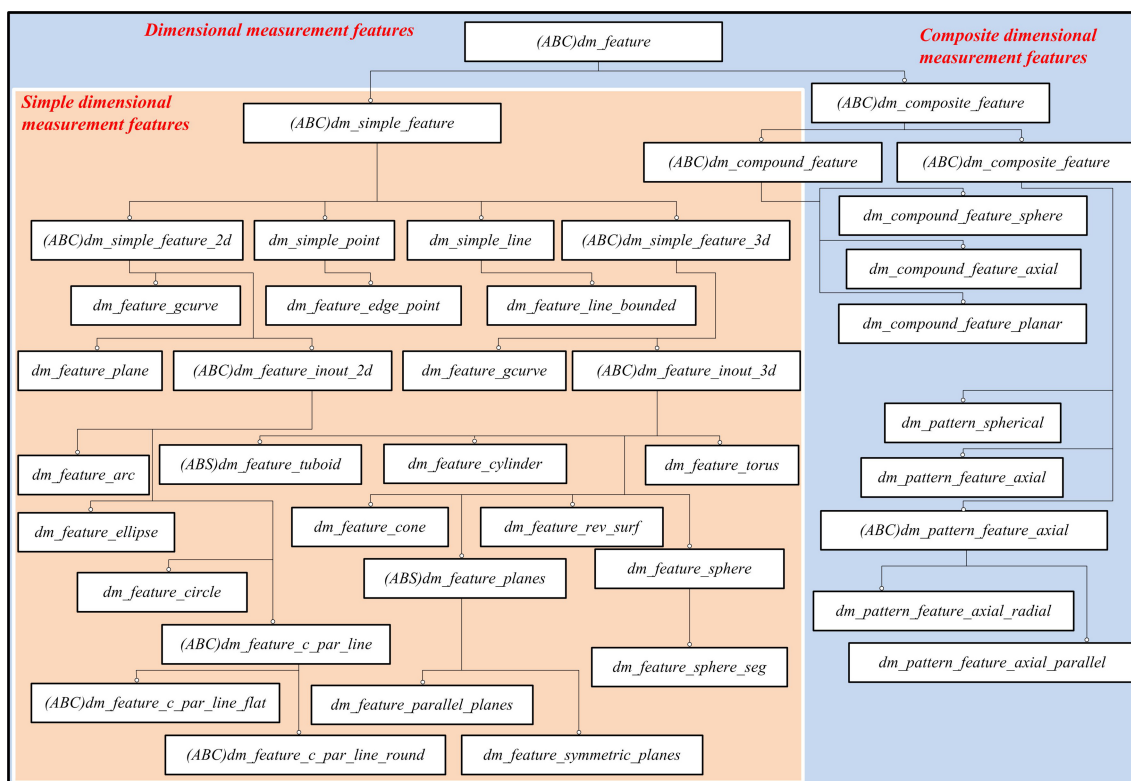 Dimensional measurement features
(ABC)dm_feature
Composite dimensional
measurement features
Simple dimensional
measurement features
(ABC)dm_simple_feature
(ABC)dm_composite_feature
(ABC)dm_compound_feature
(ABC)dm_composite_feature
(ABC)dm_simple_feature_2d
dm_simple_point
dm_simple_line
(ABC)dm_simple_feature_3d
dm_compound_feature_sphere
dm_compound_feature_axial
dm_feature_gcurve
dm_feature_edge_point
dm_feature_line_bounded
dm_compound_feature_planar
dm_feature_plane
(ABC)dm_feature_inout_2d
dm_feature_gcurve
(ABC)dm_feature_inout_3d
dm_pattern_spherical
dm_feature_arc
(ABS)dm_feature_tuboid
dm_feature_cylinder
dm_feature_torus
dm_pattern_feature_axial
dm_feature_ellipse
dm_feature_cone
dm_feature_rev_surf
(ABC)dm_pattern_feature_axial
dm_feature_circle
(ABS)dm_feature_planes
dm_feature_sphere
dm_pattern_feature_axial_radial
(ABC)dm_feature_c_par_line
dm_feature_sphere_seg
dm_pattern_feature_axial_parallel
(ABC)dm_feature_c_par_line_flat
dm_feature_parallel_planes
(ABC)dm_feature_c_par_line_round
dm_feature_symmetric_planes